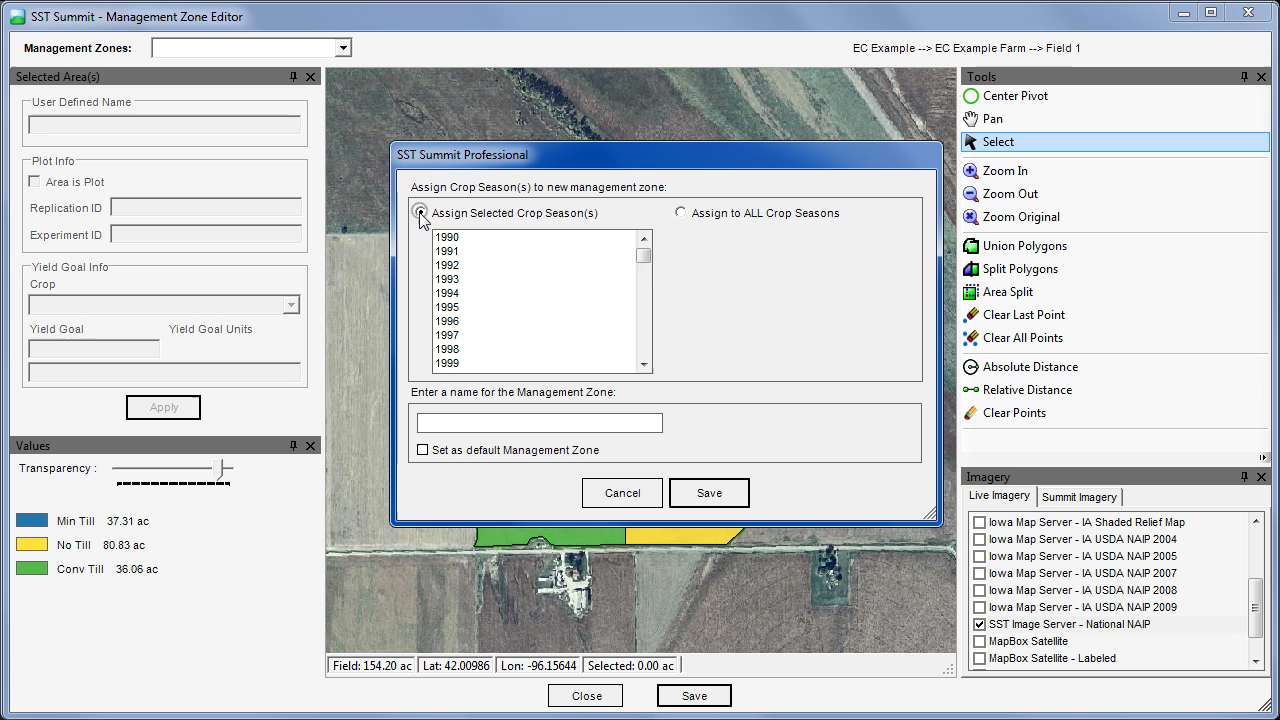 SST Summit - Management Zone Editor
Management Zones:
EC Example --> EC Example Farm --> Field 1
Selected Area(s)
User Defined Name
Plot Info
Area is Plot
Replication ID
Experiment ID
Yield Goal Info
Crop
Yield Goal
Yield Goal Units
Apply
Values
Transparency :
Min Till 37.31 ac
No Till 80.83 ac
Conv Till 36.06 ac
SST Summit Professional
Assign Crop Season(s) to new management zone:
Assign Selected Crop Season(s)
Assign to ALL Crop Seasons
1990
1991
1992
1993
1994
1995
1996
1997
1998
1999
Enter a name for the Management Zone:
Set as default Management Zone
Cancel
Save
Field: 154.20 ac
Lat: 42.00986
Lon: -96.15644
Selected: 0.00 ac
Tools
Center Pivot
Pan
Select
Zoom In
Zoom Out
Zoom Original
Union Polygons
Split Polygons
Area Split
Clear Last Point
Clear All Points
Absolute Distance
Relative Distance
Clear Points
Imagery
Live Imagery
Summit Imagery
Iowa Map Server - IA Shaded Relief Map
Iowa Map Server - IA USDA NAIP 2004
Iowa Map Server - IA USDA NAIP 2005
Iowa Map Server - IA USDA NAIP 2007
Iowa Map Server - IA USDA NAIP 2008
Iowa Map Server - IA USDA NAIP 2009
SST Image Server - National NAIP
MapBox Satellite
MapBox Satellite - Labeled
Close
Save